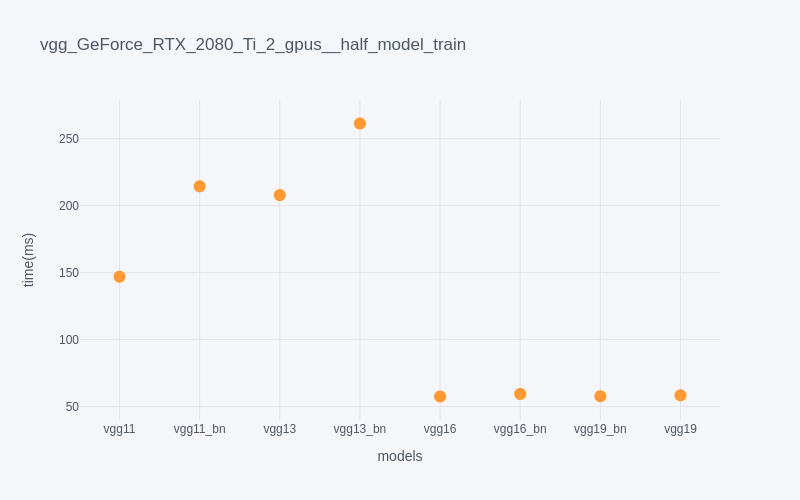 vgg_GeForce_RTX_2080_Ti_2_gpus__half_model_train
250
200
150
100
50
time(ms)
vgg11 vgg11_bn vgg13 vgg13_bn vgg16 vgg16_bn vgg19_bn vgg19
models